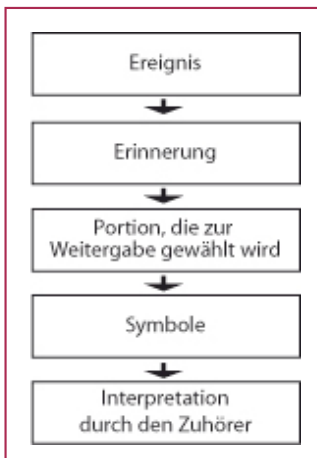 Ereignis
Erinnerung
Portion, die zur
Weitergabe gewählt wird
Symbole
Interpretation
durch den Zuhörer